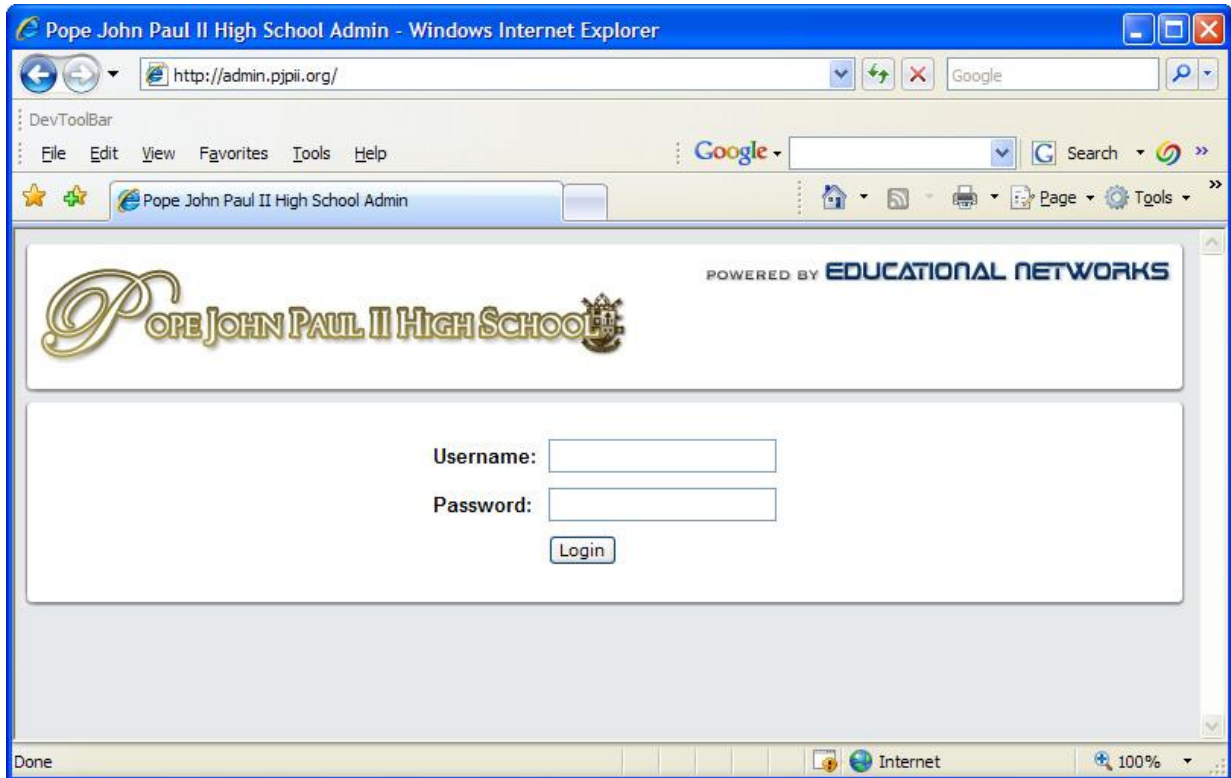 Pope John Paul II High School Admin - Windows Internet Explorer
http://admin.pjpii.org/ Google
DevToolBar
File Edit View Favorites Tools Help Google G Search »
Pope John Paul II High School Admin Page Tools »
POWERED BY EDUCATIONAL NETWORKS
POPE JOHN PAUL II HIGH SCHOOL
Username:
Password:
Login
Done Internet 100%